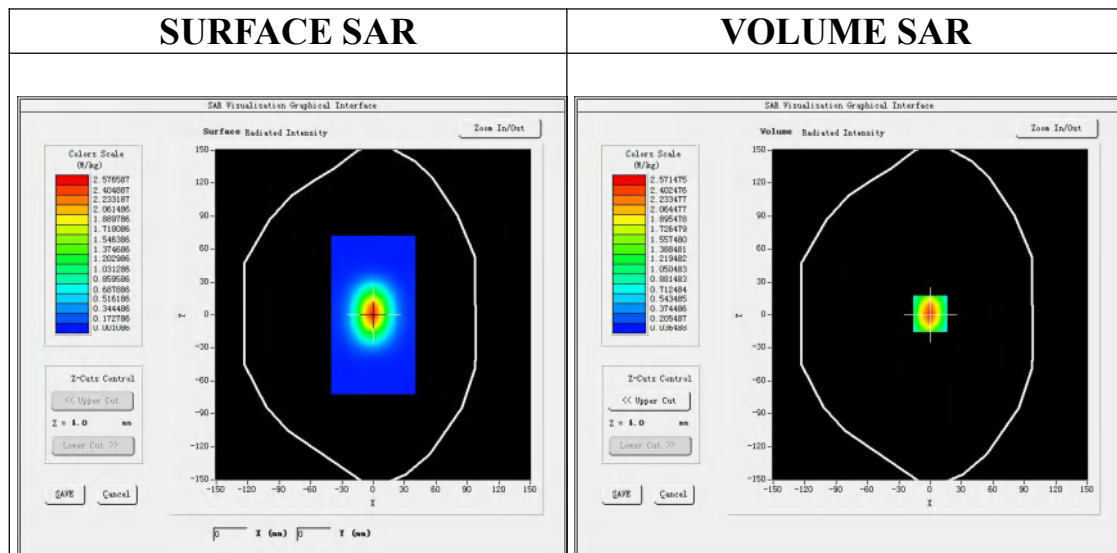 SURFACE SAR
VOLUME SAR
SAR Visualisation Graphical Interface
Surface Radiated Intensity
Zoom In/Out
Colors Scale
(W/kg)
2.576587
2.404887
2.233187
2.061486
1.889786
1.718086
1.546386
1.374686
1.202986
1.031286
0.859586
0.687886
0.516186
0.344486
0.172786
0.001086
Z-Cuts Control
<< Upper Cut
mm
Lower Cut >>
SAVE
Cancel
150
120
90
60
30
0
-30
-60
-90
-120
-150
Y
-150 -120 -90 -60 -30 0 30 60 90 120 150
X
0 X (mm) 0 Y (mm)
SAR Visualisation Graphical Interface
Volume Radiated Intensity
Zoom In/Out
Colors Scale
(W/kg)
2.571475
2.402476
2.233477
2.064477
1.895478
1.726479
1.557480
1.388481
1.219482
1.050483
0.881483
0.712484
0.543485
0.374486
0.205487
0.036488
Z-Cuts Control
<< Upper Cut
mm
Lower Cut >>
SAVE
Cancel
150
120
90
60
30
0
-30
-60
-90
-120
-150
Y
-150 -120 -90 -60 -30 0 30 60 90 120 150
X